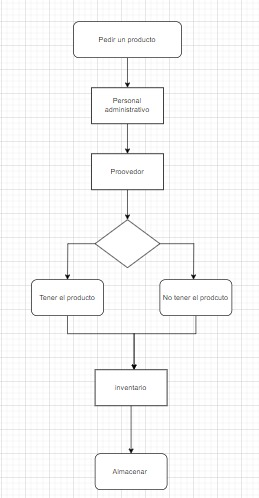 Pedir un producto
Personal
administrativo
Proovedor
Tener el producto
No tener el prodcuto
Inventario
Almacenar